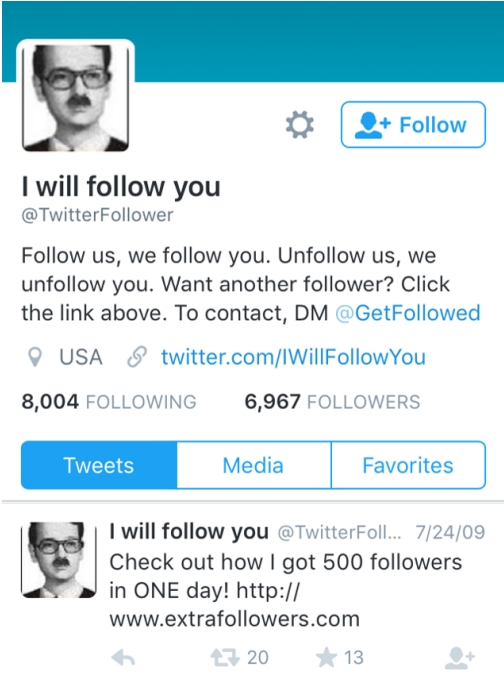 Follow
I will follow you
@TwitterFollower
Follow us, we follow you. Unfollow us, we
unfollow you. Want another follower? Click
the link above. To contact, DM @GetFollowed
USA twitter.com/IWillFollowYou
8,004 FOLLOWING 6,967 FOLLOWERS
Tweets Media Favorites
I will follow you @TwitterFoll... 7/24/09
Check out how I got 500 followers
in ONE day! http://
www.extrafollowers.com
20 13